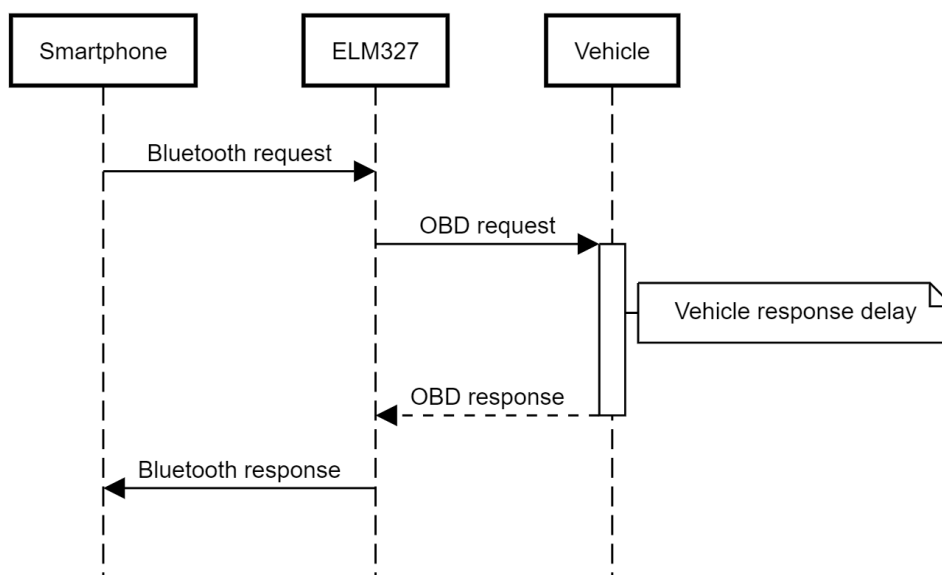 Smartphone
ELM327
Vehicle
Bluetooth request
OBD request
Vehicle response delay
OBD response
Bluetooth response